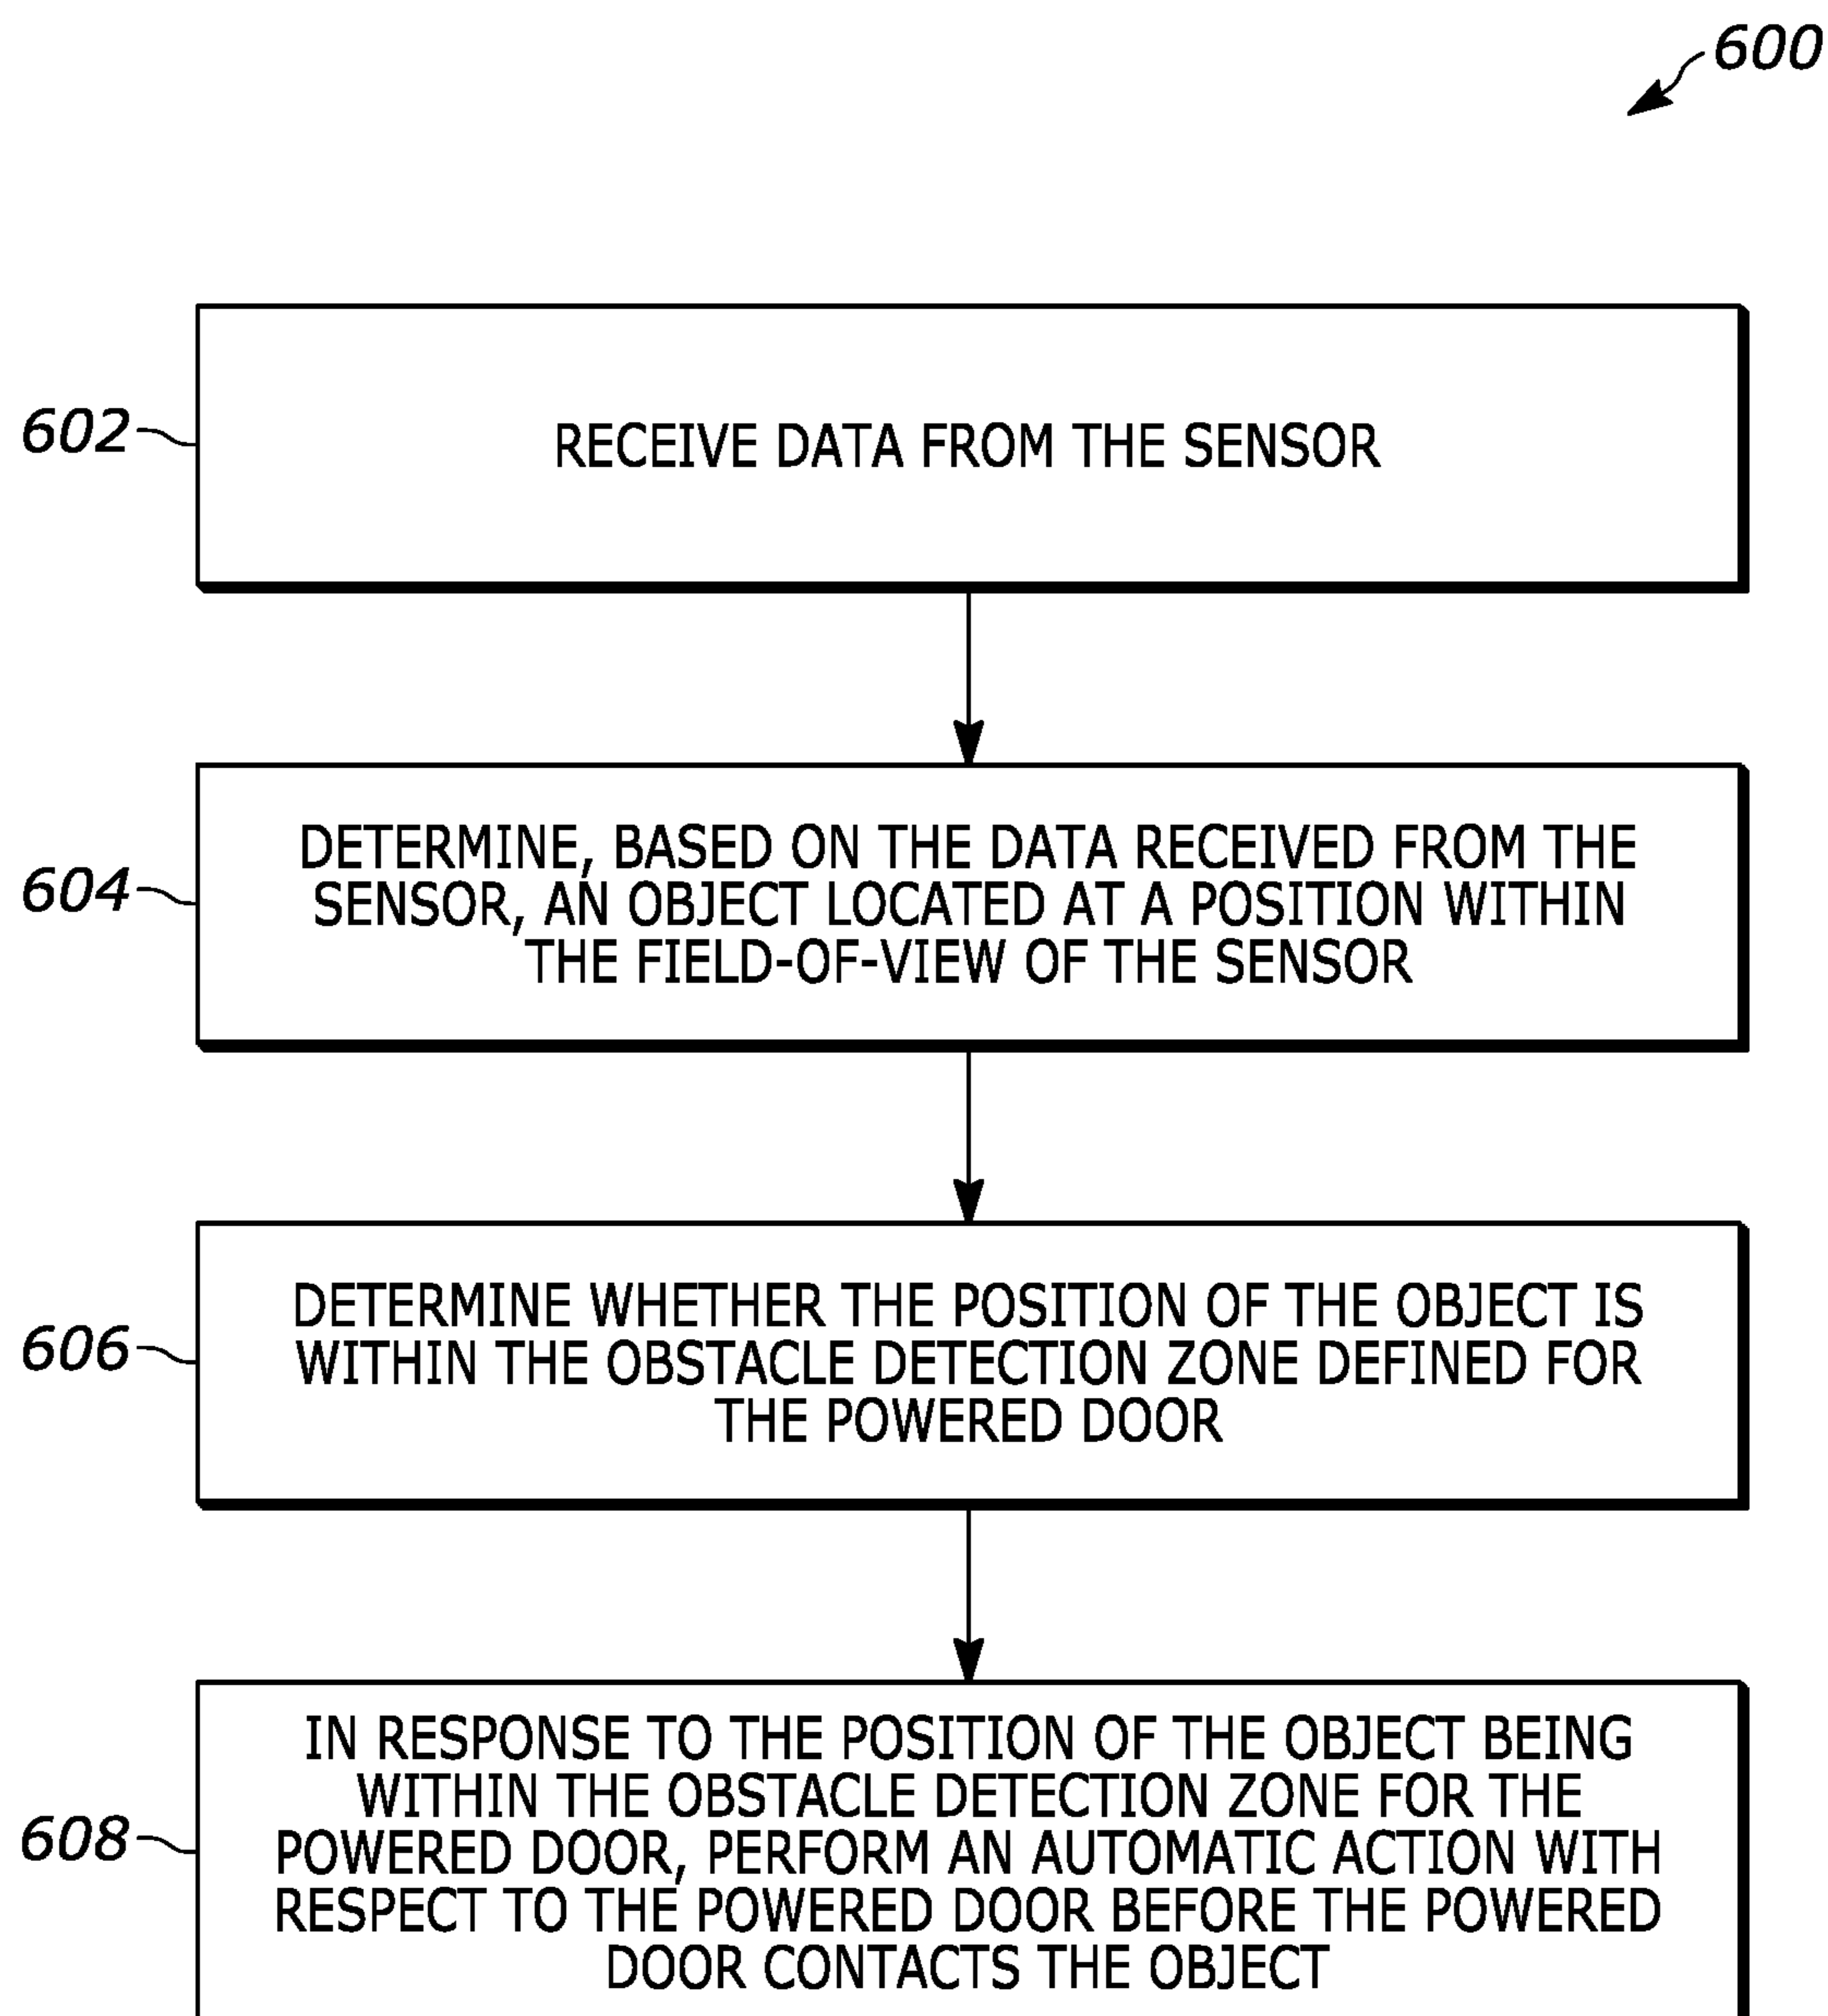 600
602
RECEIVE DATA FROM THE SENSOR
604
DETERMINE, BASED ON THE DATA RECEIVED FROM THE
SENSOR, AN OBJECT LOCATED AT A POSITION WITHIN
THE FIELD-OF-VIEW OF THE SENSOR
606
DETERMINE WHETHER THE POSITION OF THE OBJECT IS
WITHIN THE OBSTACLE DETECTION ZONE DEFINED FOR
THE POWERED DOOR
608
IN RESPONSE TO THE POSITION OF THE OBJECT BEING
WITHIN THE OBSTACLE DETECTION ZONE FOR THE
POWERED DOOR, PERFORM AN AUTOMATIC ACTION WITH
RESPECT TO THE POWERED DOOR BEFORE THE POWERED
DOOR CONTACTS THE OBJECT